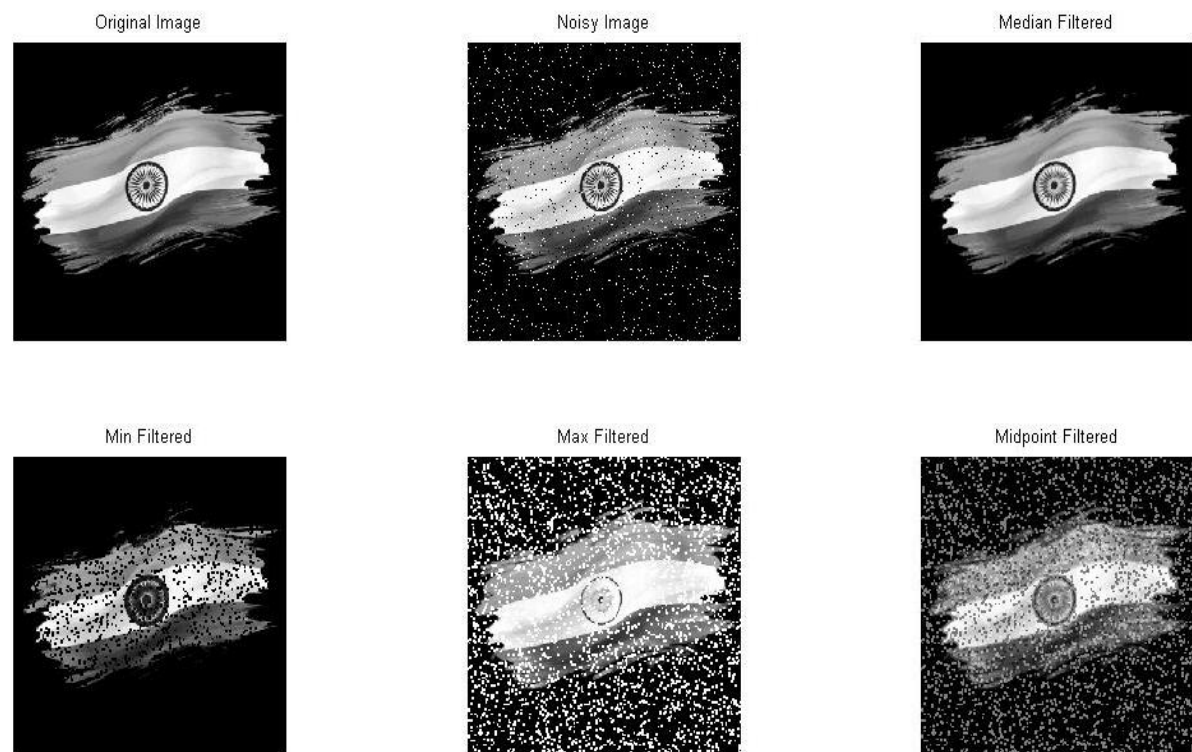 Original Image
Noisy Image
Median Filtered
Min Filtered
Max Filtered
Midpoint Filtered